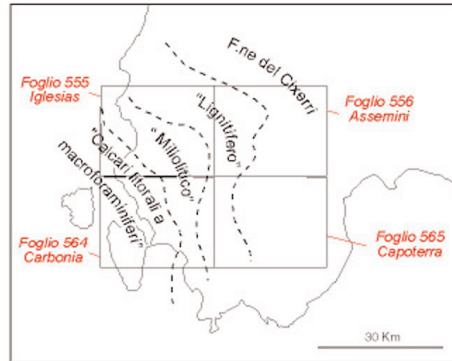 F.ne del Cixerri
Foglio 555
Iglesias
Foglio 556
Assemini
"Lignitifero"
"Miliolitico"
"Calcari litorali a
macroforaminiferi"
Foglio 564
Carbonia
Foglio 565
Capoterra
30 Km